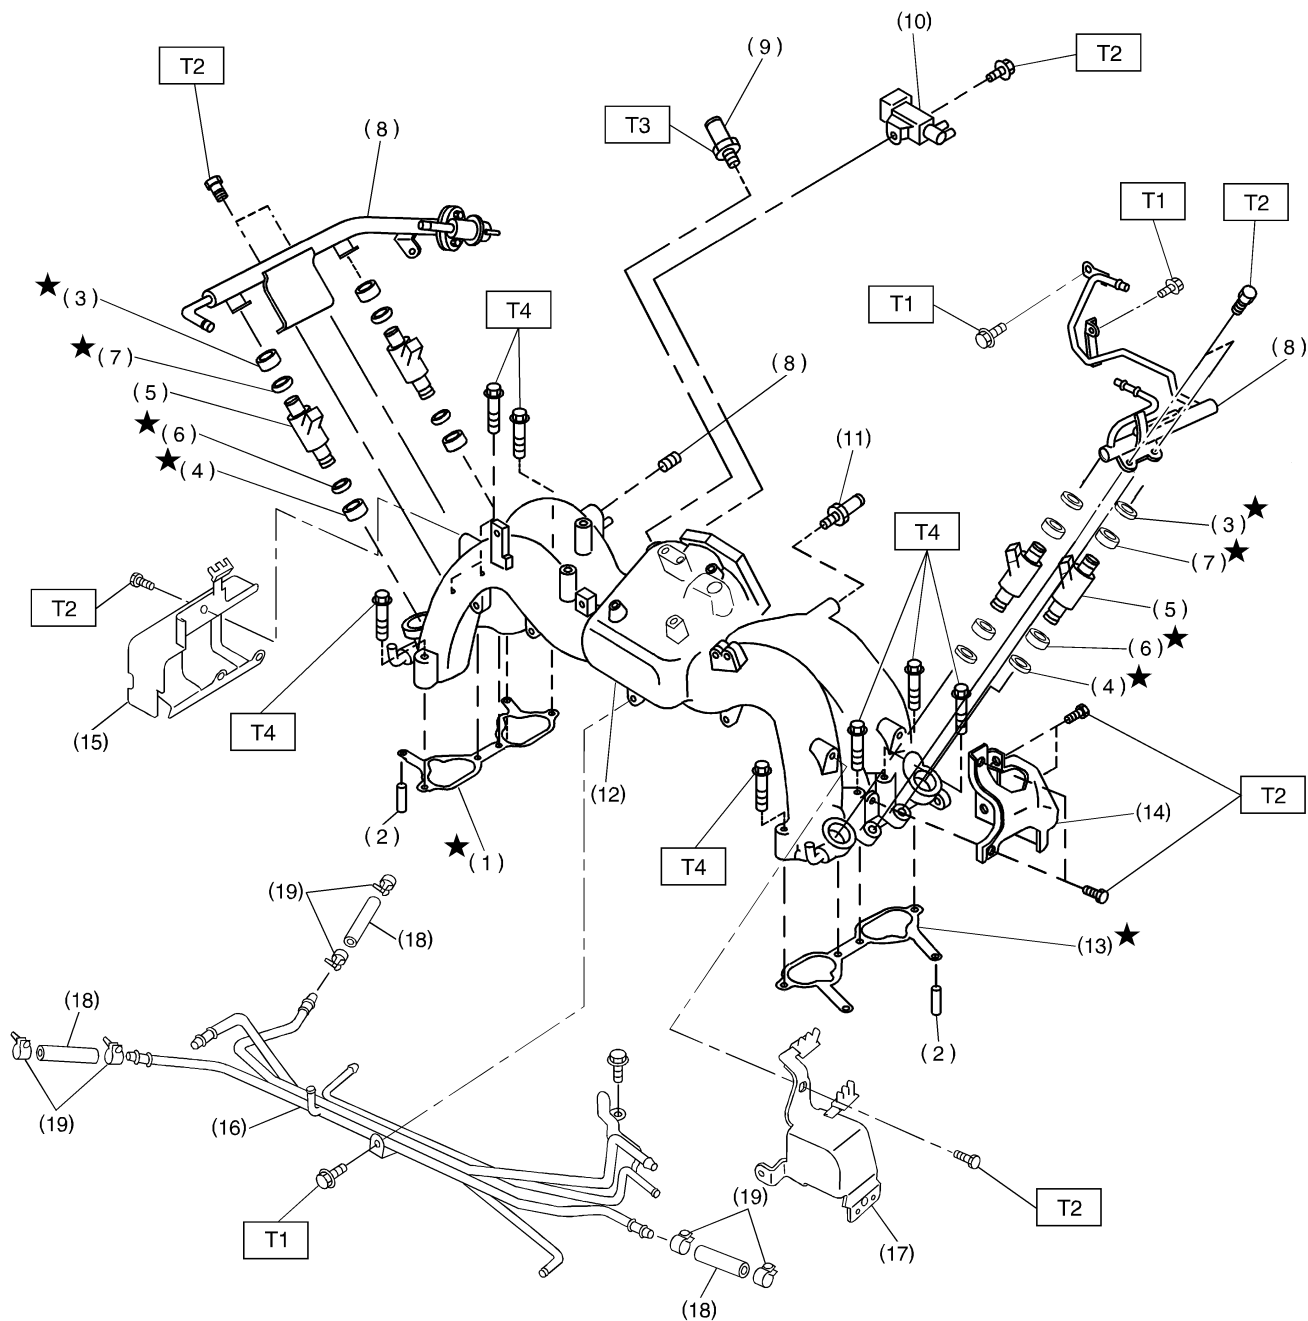 (10)
(9)
T2
T2
T3
(8)
T1
T2
★ (3)
T4
T1
★ (7)
(8)
(8)
(5)
★ (6)
(11)
★ (4)
(3) ★
T4
(7) ★
T2
(5)
(6) ★
(4) ★
T4
(15)
(12)
T2
(14)
(2)
★ (1)
T4
(19)
(18)
(13) ★
(18)
(2)
(19)
(16)
(19)
T2
T1
(17)
(18)